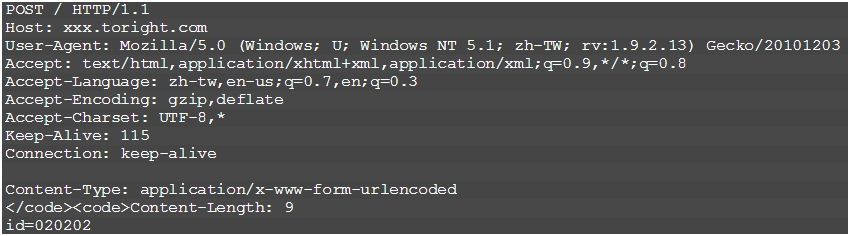 POST / HTTP/1.1
Host: xxx.toright.com
User-Agent: Mozilla/5.0 (Windows; U; Windows NT 5.1; zh-TW; rv:1.9.2.13) Gecko/20101203
Accept: text/html,application/xhtml+xml,application/xml;q=0.9,*/*;q=0.8
Accept-Language: zh-tw,en-us;q=0.7,en;q=0.3
Accept-Encoding: gzip,deflate
Accept-Charset: UTF-8,*
Keep-Alive: 115
Connection: keep-alive
Content-Type: application/x-www-form-urlencoded
</code><code>Content-Length: 9
id=020202